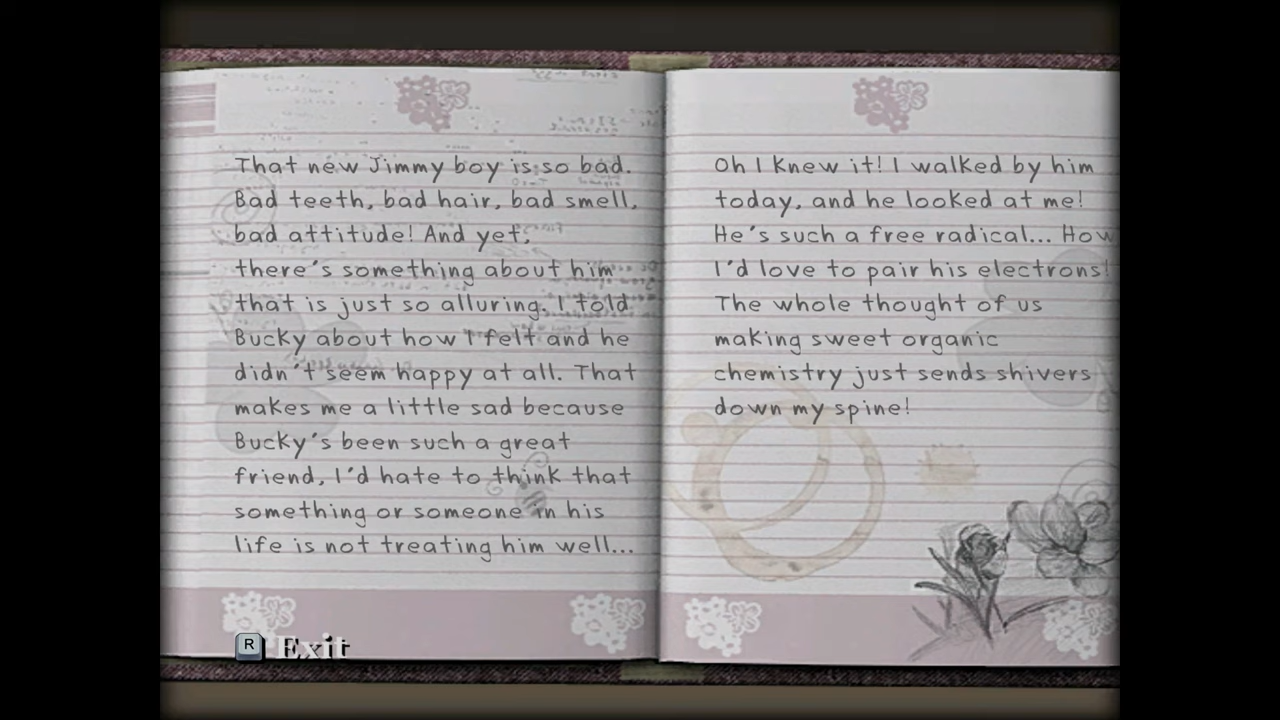 That new Jimmy boy is so bad.
Bad teeth, bad hair, bad smell,
bad attitude! And yet,
there's something about him
that is just so alluring. I told
Bucky about how I felt and he
didn't seem happy at all. That
makes me a little sad because
Bucky's been such a great
friend, I'd hate to think that
something or someone in his
life is not treating him well...
Oh I knew it! I walked by him
today, and he looked at me!
He's such a free radical... How
I'd love to pair his electrons!
The whole thought of us
making sweet organic
chemistry just sends shivers
down my spine!
R Exit